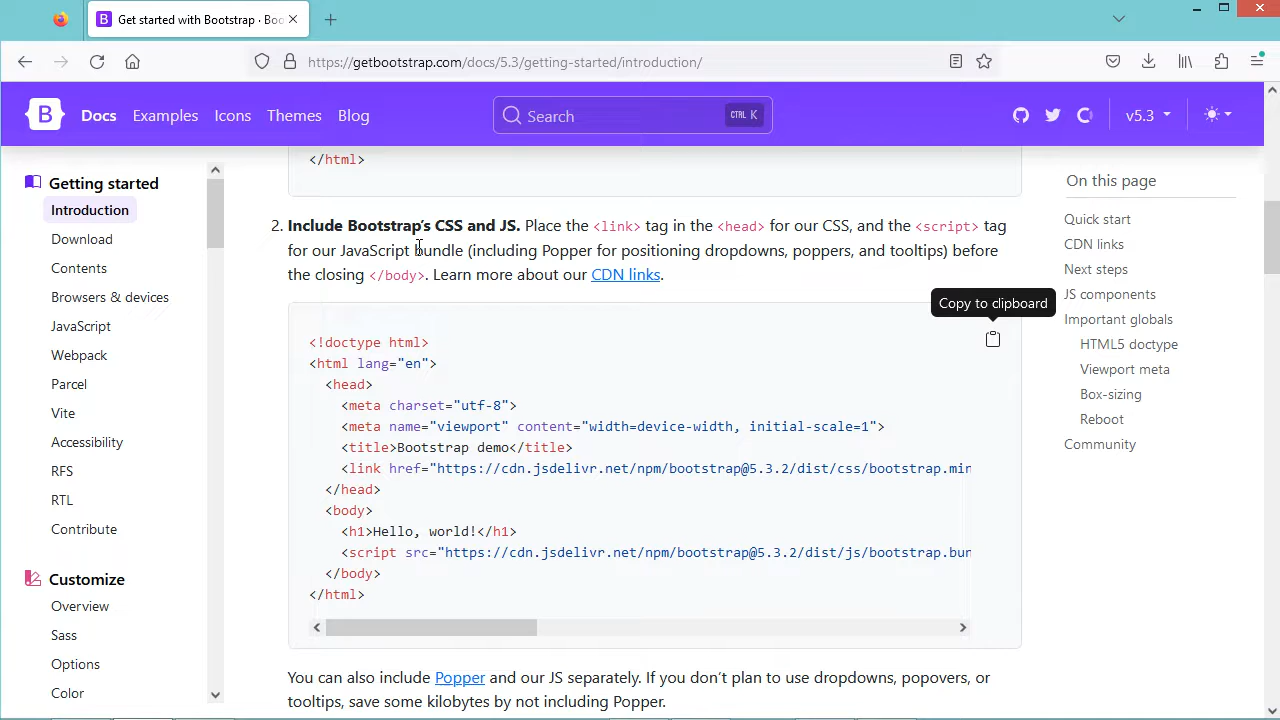 Get started with Bootstrap · Boo
https://getbootstrap.com/docs/5.3/getting-started/introduction/
B Docs Examples Icons Themes Blog Search CTRL K v5.3
Getting started
Introduction
Download
Contents
Browsers & devices
JavaScript
Webpack
Parcel
Vite
Accessibility
RFS
RTL
Contribute
Customize
Overview
Sass
Options
Color
</html>
2. Include Bootstrap's CSS and JS. Place the <link> tag in the <head> for our CSS, and the <script> tag
for our JavaScript bundle (including Popper for positioning dropdowns, poppers, and tooltips) before
the closing </body>. Learn more about our CDN links.
Copy to clipboard
<!doctype html>
<html lang="en">
<head>
<meta charset="utf-8">
<meta name="viewport" content="width=device-width, initial-scale=1">
<title>Bootstrap demo</title>
<link href="https://cdn.jsdelivr.net/npm/bootstrap@5.3.2/dist/css/bootstrap.min
</head>
<body>
<h1>Hello, world!</h1>
<script src="https://cdn.jsdelivr.net/npm/bootstrap@5.3.2/dist/js/bootstrap.bun
</body>
</html>
You can also include Popper and our JS separately. If you don't plan to use dropdowns, popovers, or
tooltips, save some kilobytes by not including Popper.
On this page
Quick start
CDN links
Next steps
JS components
Important globals
HTML5 doctype
Viewport meta
Box-sizing
Reboot
Community